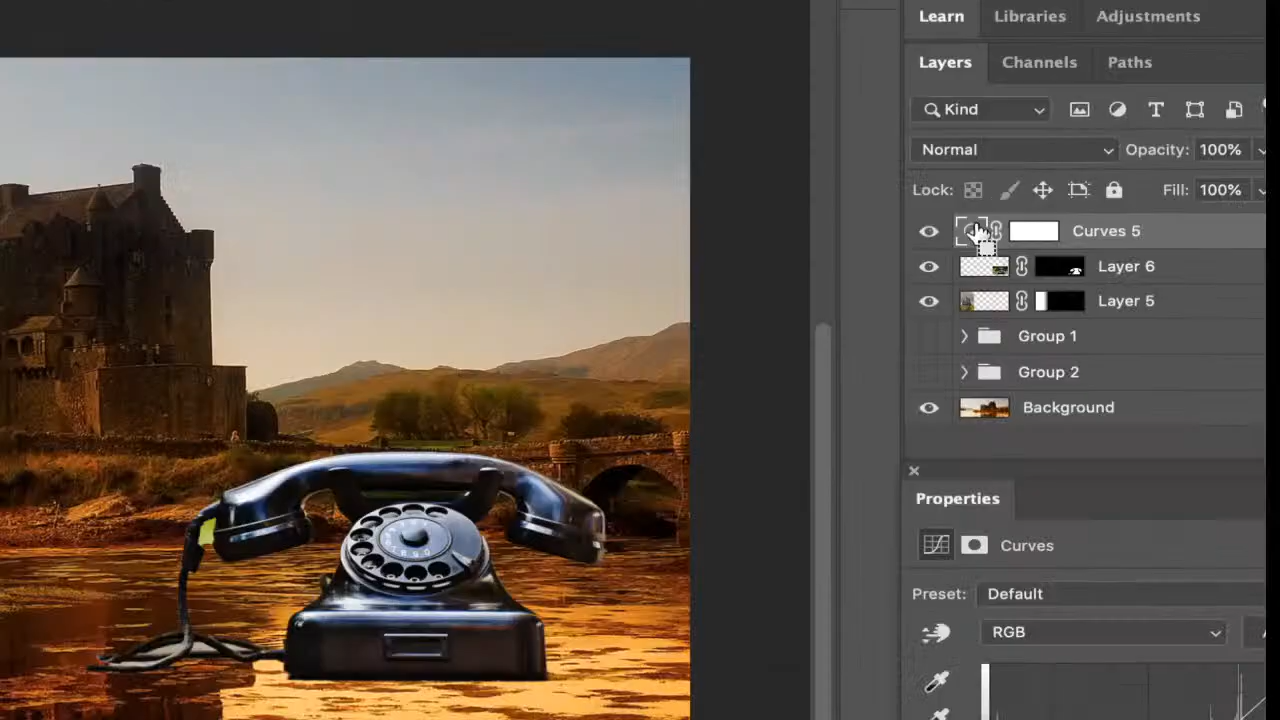 Learn Libraries Adjustments
Layers Channels Paths
Kind
Normal Opacity: 100%
Lock: Fill: 100%
Curves 5
Layer 6
Layer 5
Group 1
Group 2
Background
Properties
Curves
Preset: Default
RGB